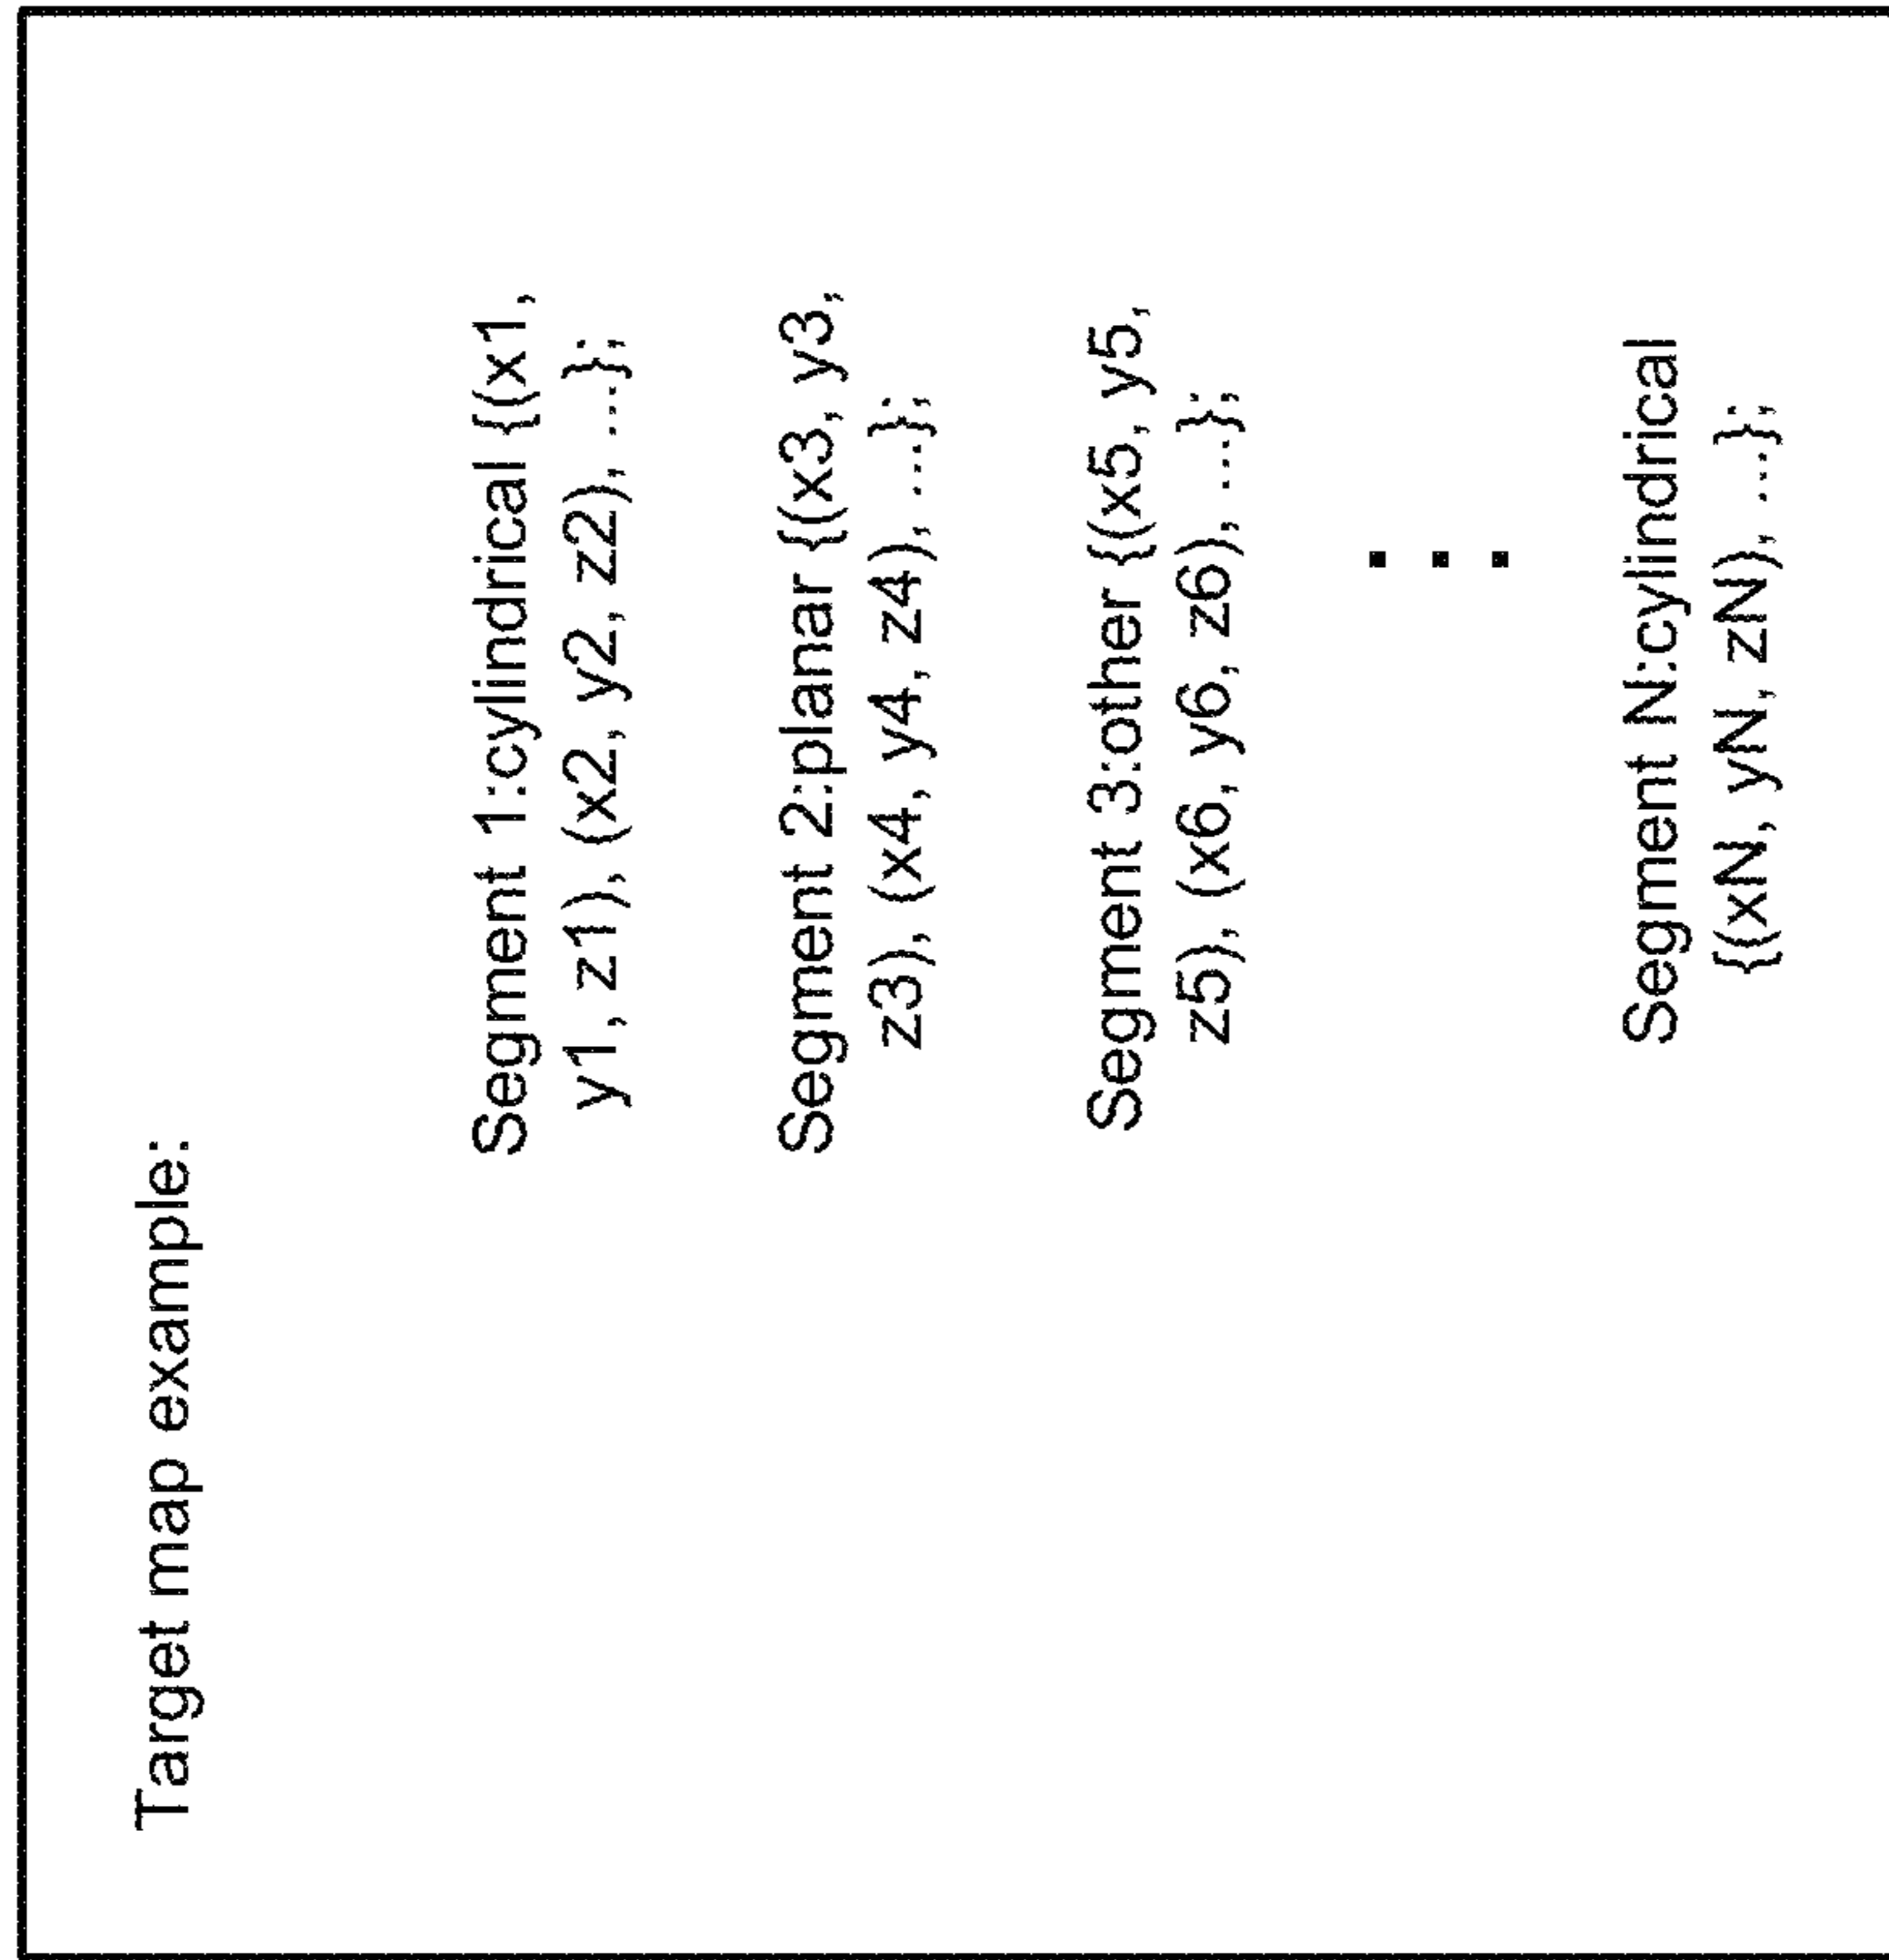 Target map example:
Segment 1:cylindrical {(x1,
y1, z1), (x2, y2, z2), ...};
Segment 2:planar {(x3, y3,
z3), (x4, y4, z4), ...};
Segment 3:other {(x5, y5,
z5), (x6, y6, z6), ...};
...
Segment N:cylindrical
{(xN, yN, zN), ...};